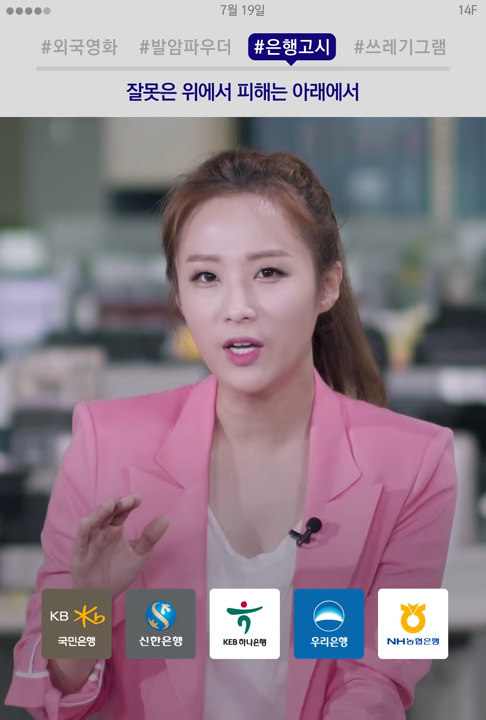 7월 19일
14F
#외국영화 #발암파우더 #은행고시 #쓰레기그램
잘못은 위에서 피해는 아래에서
KB Kb 국민은행
신한은행
KEB 하나은행
우리은행
NH농협은행